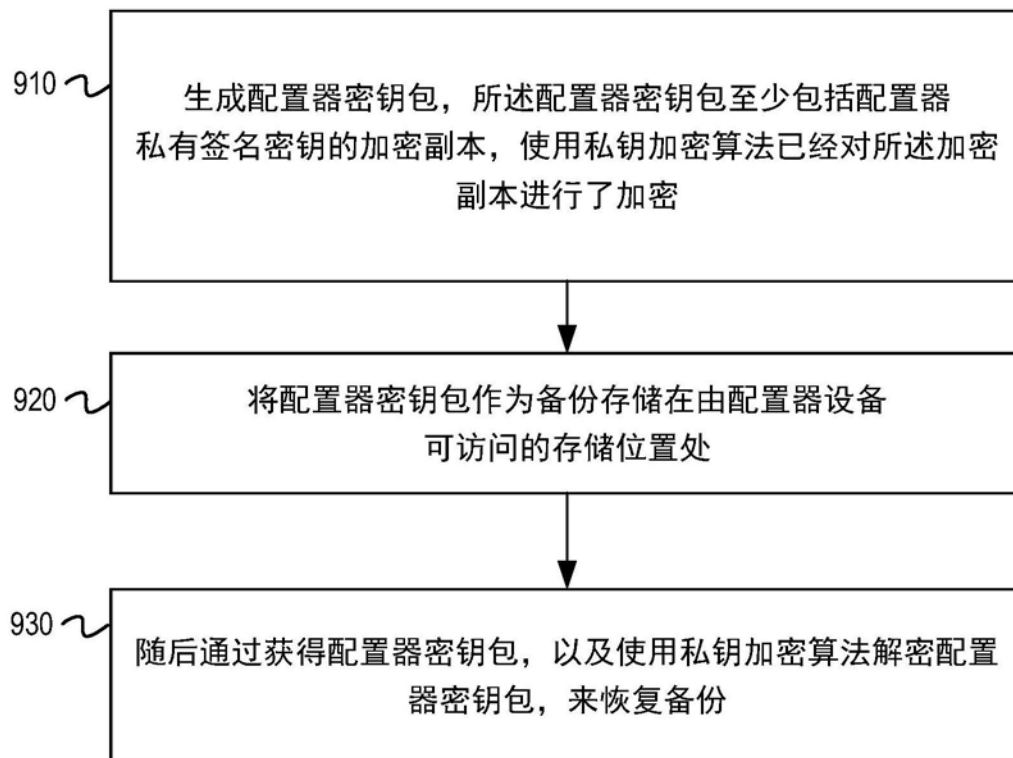 910
生成配置器密钥包，所述配置器密钥包至少包括配置器
私有签名密钥的加密副本，使用私钥加密算法已经对所述加密
副本进行了加密
920
将配置器密钥包作为备份存储在由配置器设备
可访问的存储位置处
930
随后通过获得配置器密钥包，以及使用私钥加密算法解密配置
器密钥包，来恢复备份